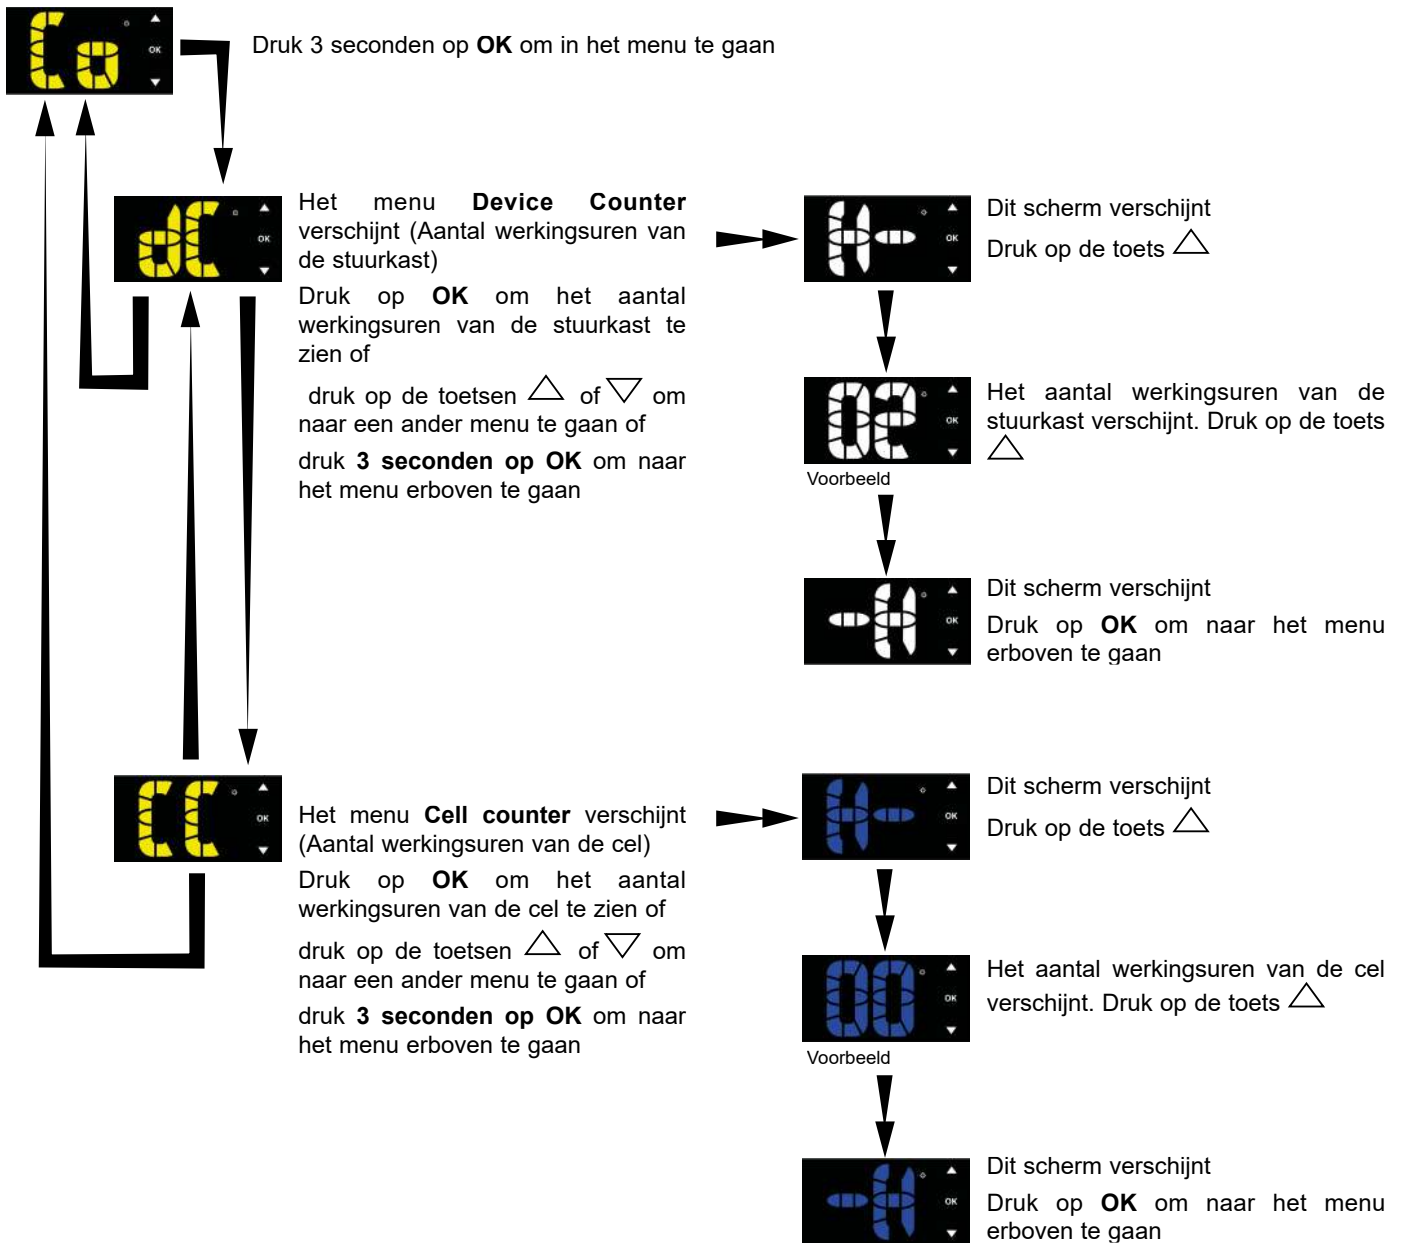 Co
OK
Druk 3 seconden op OK om in het menu te gaan
dC
OK
Het menu Device Counter
verschijnt (Aantal werkingsuren van
de stuurkast)
Druk op OK om het aantal
werkingsuren van de stuurkast te
zien of
druk op de toetsen △ of ▽ om
naar een ander menu te gaan of
druk 3 seconden op OK om naar
het menu erboven te gaan
H-
OK
Dit scherm verschijnt
Druk op de toets △
02
OK
Voorbeeld
Het aantal werkingsuren van de
stuurkast verschijnt. Druk op de toets
△
-H
OK
Dit scherm verschijnt
Druk op OK om naar het menu
erboven te gaan
CC
OK
Het menu Cell counter verschijnt
(Aantal werkingsuren van de cel)
Druk op OK om het aantal
werkingsuren van de cel te zien of
druk op de toetsen △ of ▽ om
naar een ander menu te gaan of
druk 3 seconden op OK om naar
het menu erboven te gaan
H-
OK
Dit scherm verschijnt
Druk op de toets △
00
OK
Voorbeeld
Het aantal werkingsuren van de cel
verschijnt. Druk op de toets △
-H
OK
Dit scherm verschijnt
Druk op OK om naar het menu
erboven te gaan